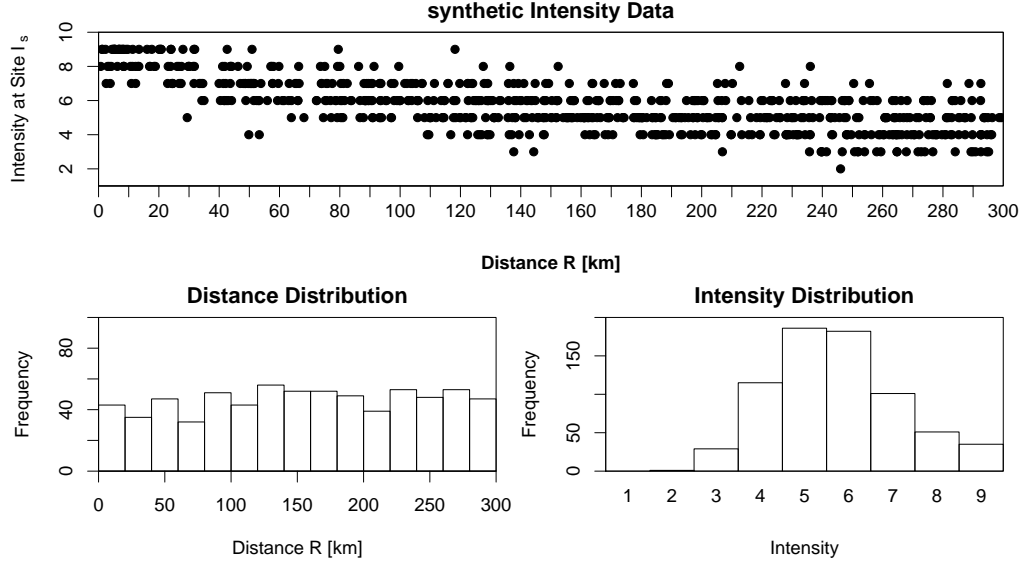 synthetic Intensity Data
Intensity at Site I s
10
8
6
4
2
0 20 40 60 80 100 120 140 160 180 200 220 240 260 280 300
Distance R [km]
Distance Distribution
Frequency
80
40
0
0 50 100 150 200 250 300
Distance R [km]
Intensity Distribution
Frequency
150
50
0
1 2 3 4 5 6 7 8 9
Intensity